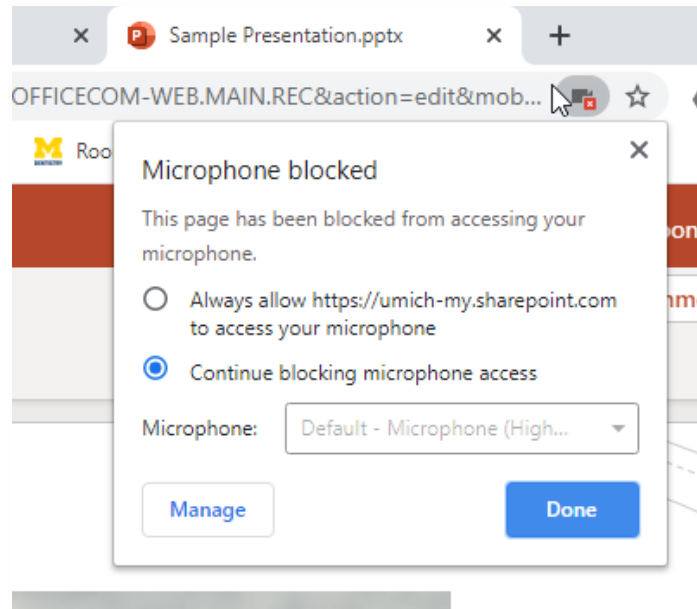 Sample Presentation.pptx
OFFICECOM-WEB.MAIN.REC&action=edit&mob...
Roo
Microphone blocked
This page has been blocked from accessing your
microphone.
Always allow https://umich-my.sharepoint.com
to access your microphone
Continue blocking microphone access
Microphone: Default - Microphone (High...
Manage Done